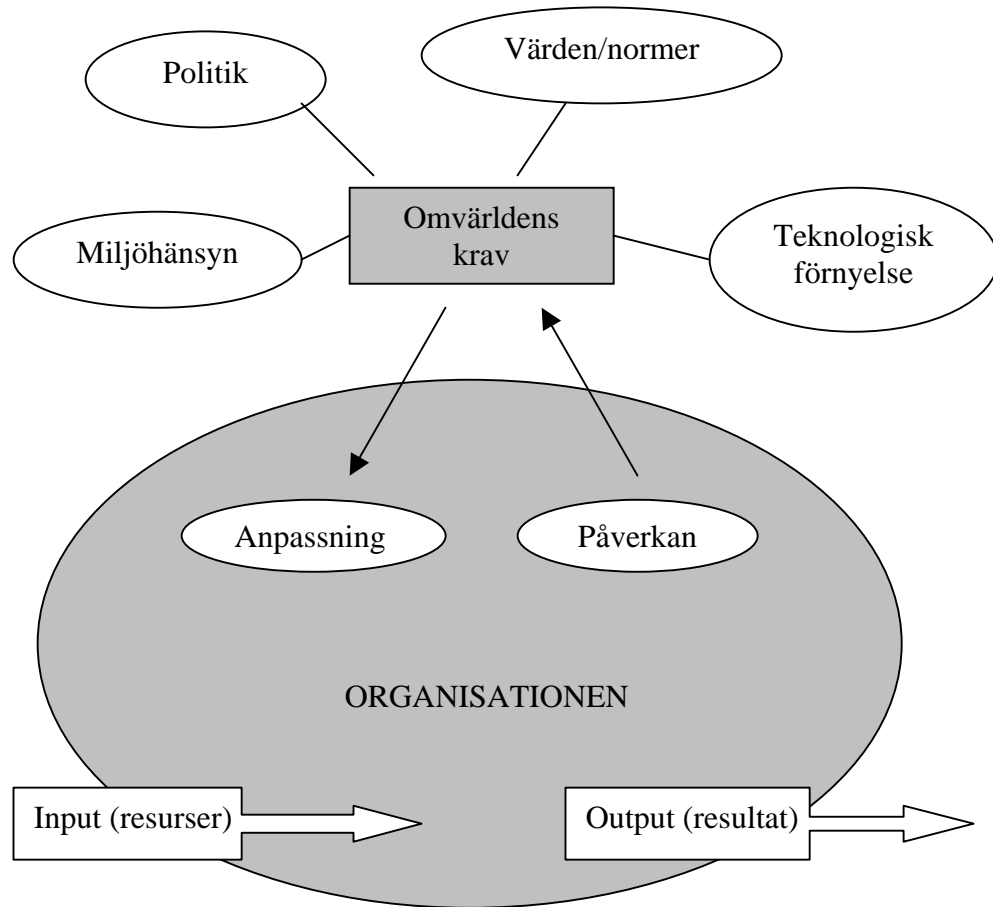 Politik
Värden/normer
Omvärldens
krav
Miljöhänsyn
Teknologisk
förnyelse
Anpassning
Påverkan
ORGANISATIONEN
Input (resurser)
Output (resultat)